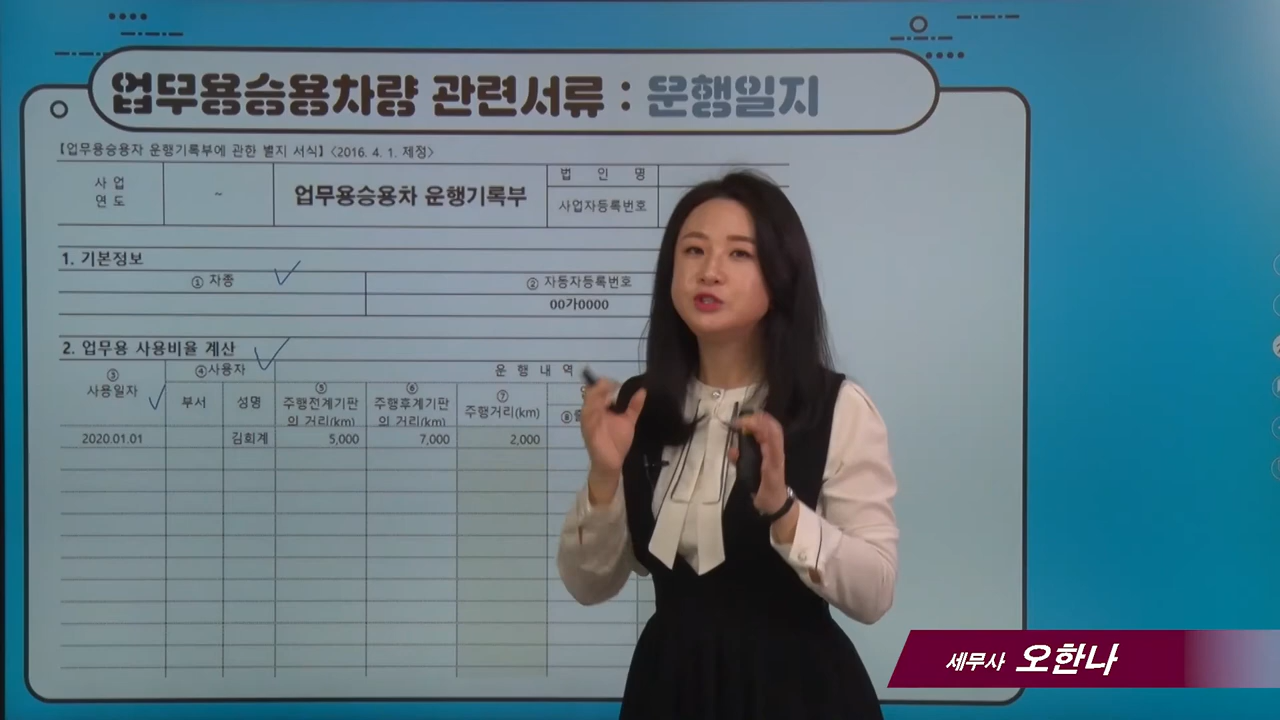 업무용승용차량 관련서류 : 운행일지
【업무용승용차 운행기록부에 관한 별지 서식】<2016. 4. 1. 제정>
사 업
연 도
~
업무용승용차 운행기록부
법 인 명
사업자등록번호
1. 기본정보
① 차종
② 자동차등록번호
00가0000
2. 업무용 사용비율 계산
③
사용일자
④사용자
운 행 내 역
부서
성명
⑤
주행전계기판
의 거리(km)
⑥
주행후계기판
의 거리(km)
⑦
주행거리(km)
2020.01.01
김회계
5,000
7,000
2,000
세무사 오한나